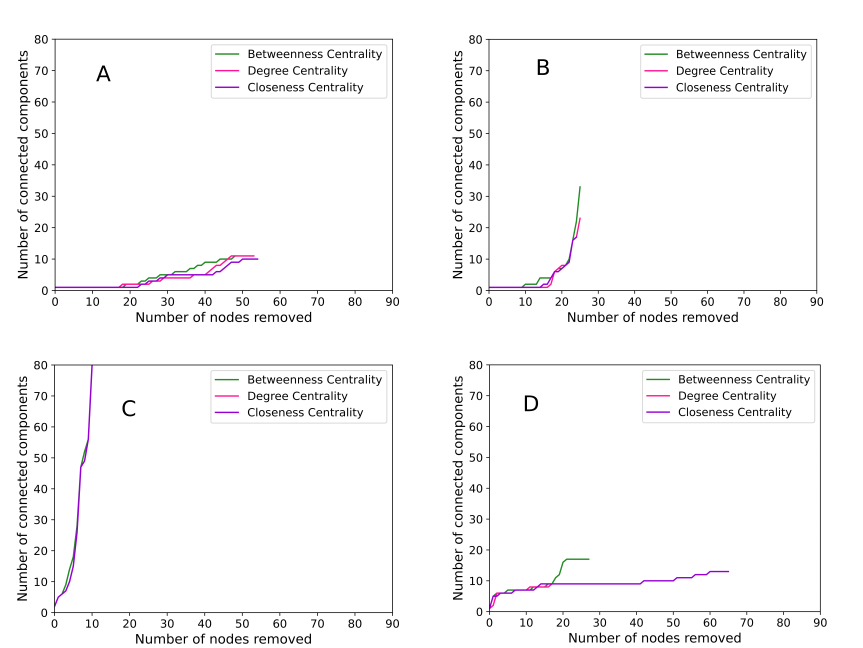 A
Betweenness Centrality
Degree Centrality
Closeness Centrality
Number of connected components
80
70
60
50
40
30
20
10
0
0 10 20 30 40 50 60 70 80 90
Number of nodes removed
B
Betweenness Centrality
Degree Centrality
Closeness Centrality
Number of connected components
80
70
60
50
40
30
20
10
0
0 10 20 30 40 50 60 70 80 90
Number of nodes removed
C
Betweenness Centrality
Degree Centrality
Closeness Centrality
Number of connected components
80
70
60
50
40
30
20
10
0
0 10 20 30 40 50 60 70 80 90
Number of nodes removed
D
Betweenness Centrality
Degree Centrality
Closeness Centrality
Number of connected components
80
70
60
50
40
30
20
10
0
0 10 20 30 40 50 60 70 80 90
Number of nodes removed